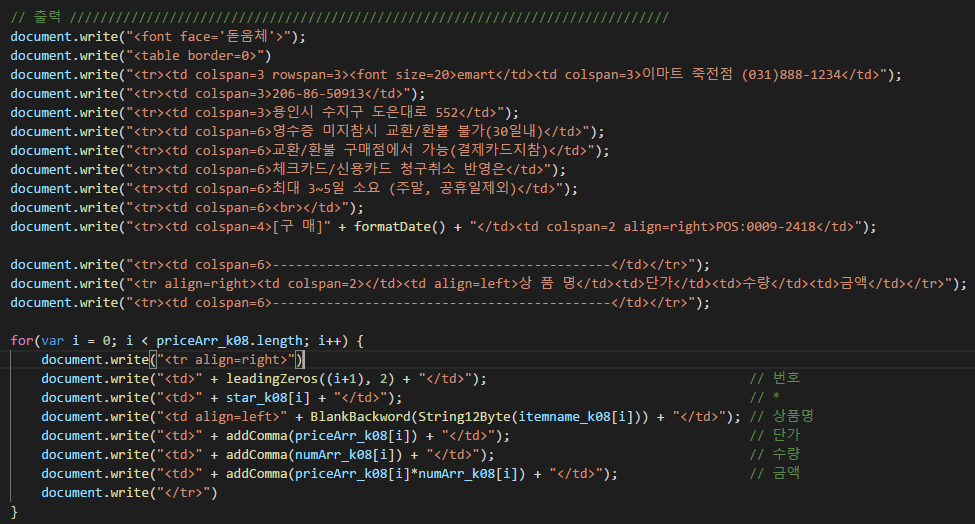 // 출력 //////////////////////////////////////////////////////////////////////////////
document.write("<font face='돋움체'>");
document.write("<table border=0>")
document.write("<tr><td colspan=3 rowspan=3><font size=20>emart</td><td colspan=3>이마트 죽전점 (031)888-1234</td>");
document.write("<tr><td colspan=3>206-86-50913</td>");
document.write("<tr><td colspan=3>용인시 수지구 도은대로 552</td>");
document.write("<tr><td colspan=6>영수증 미지참시 교환/환불 불가(30일내)</td>");
document.write("<tr><td colspan=6>교환/환불 구매점에서 가능(결제카드지참)</td>");
document.write("<tr><td colspan=6>체크카드/신용카드 청구취소 반영은</td>");
document.write("<tr><td colspan=6>최대 3~5일 소요 (주말, 공휴일제외)</td>");
document.write("<tr><td colspan=6><br></td>");
document.write("<tr><td colspan=4>[구 매]" + formatDate() + "</td><td colspan=2 align=right>POS:0009-2418</td>");
document.write("<tr><td colspan=6>--------------------------------------------</td></tr>");
document.write("<tr align=right><td colspan=2></td><td align=left>상 품 명</td><td>단가</td><td>수량</td><td>금액</td></tr>");
document.write("<tr><td colspan=6>--------------------------------------------</td></tr>");
for(var i = 0; i < priceArr_k08.length; i++) {
    document.write("<tr align=right>")
    document.write("<td>" + leadingZeros((i+1), 2) + "</td>"); // 번호
    document.write("<td>" + star_k08[i] + "</td>"); // *
    document.write("<td align=left>" + BlankBackword(String12Byte(itemname_k08[i])) + "</td>"); // 상품명
    document.write("<td>" + addComma(priceArr_k08[i]) + "</td>"); // 단가
    document.write("<td>" + addComma(numArr_k08[i]) + "</td>"); // 수량
    document.write("<td>" + addComma(priceArr_k08[i]*numArr_k08[i]) + "</td>"); // 금액
    document.write("</tr>")
}